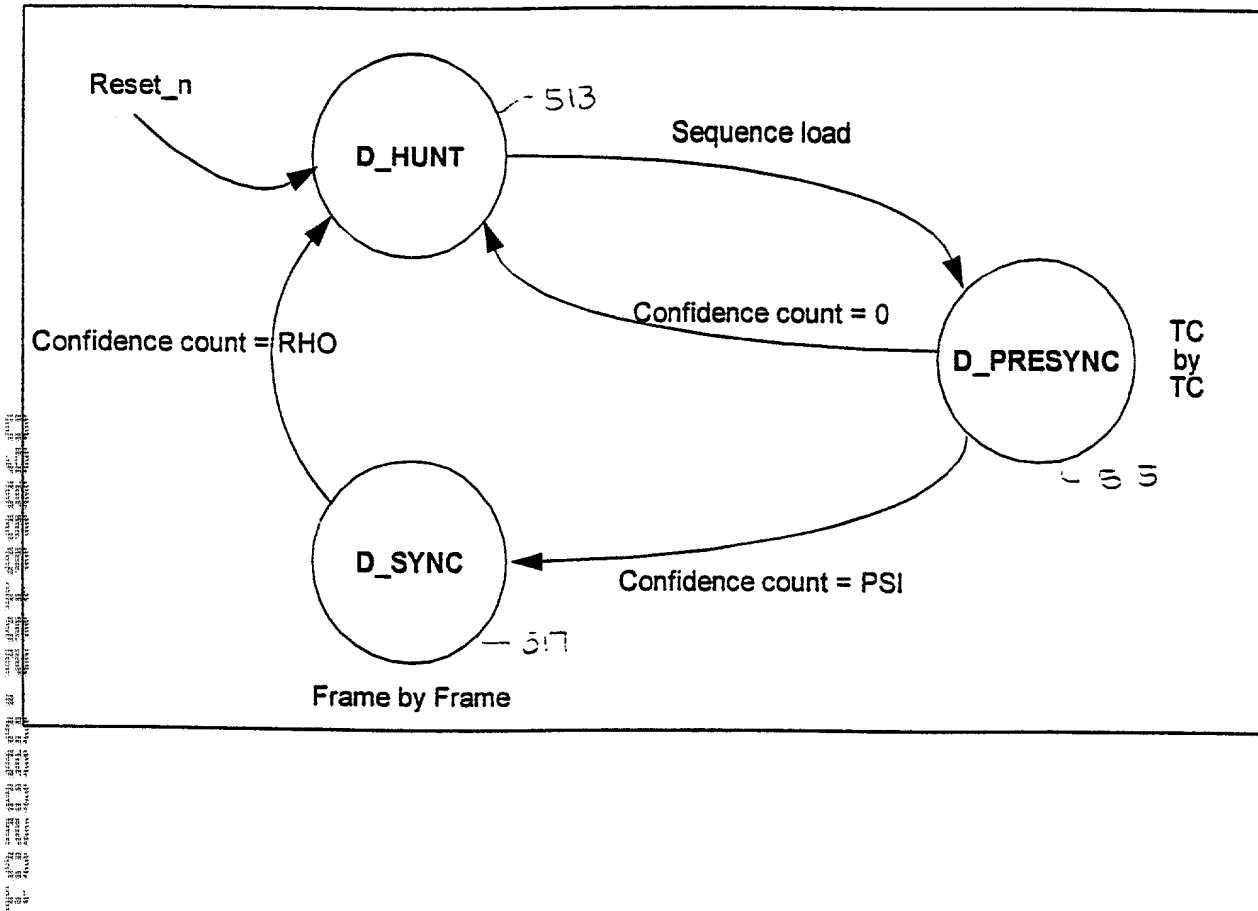 Reset_n
513
D_HUNT
Sequence load
Confidence count = 0
Confidence count = RHO
D_PRESYNC
TC
by
TC
D_SYNC
Confidence count = PSI
517
Frame by Frame